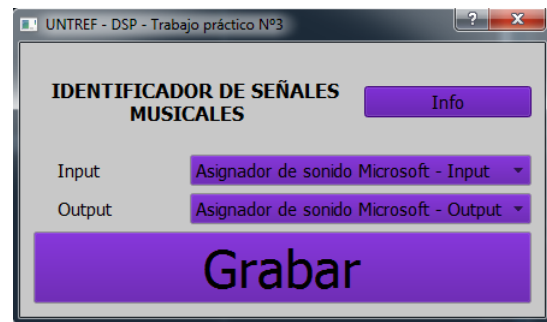 UNTREF - DSP - Trabajo práctico Nº3
?
IDENTIFICADOR DE SEÑALES
MUSICALES
Info
Input
Asignador de sonido Microsoft - Input
Output
Asignador de sonido Microsoft - Output
Grabar